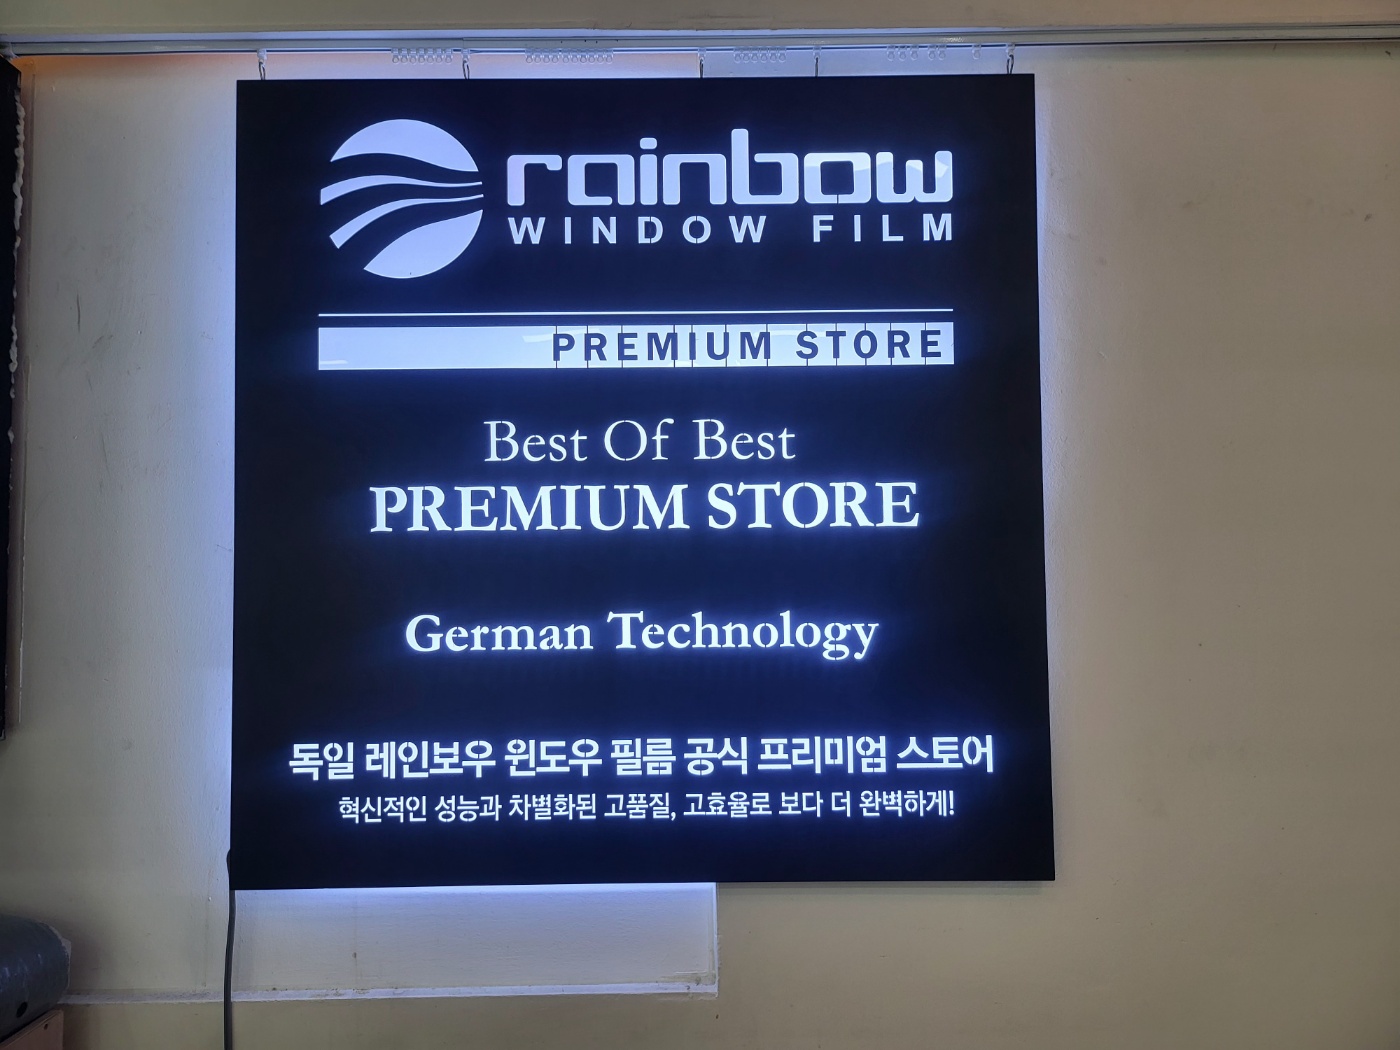 rainbow
WINDOW FILM
PREMIUM STORE
Best Of Best
PREMIUM STORE
German Technology
독일 레인보우 윈도우 필름 공식 프리미엄 스토어
혁신적인 성능과 차별화된 고품질, 고효율로 보다 더 완벽하게!